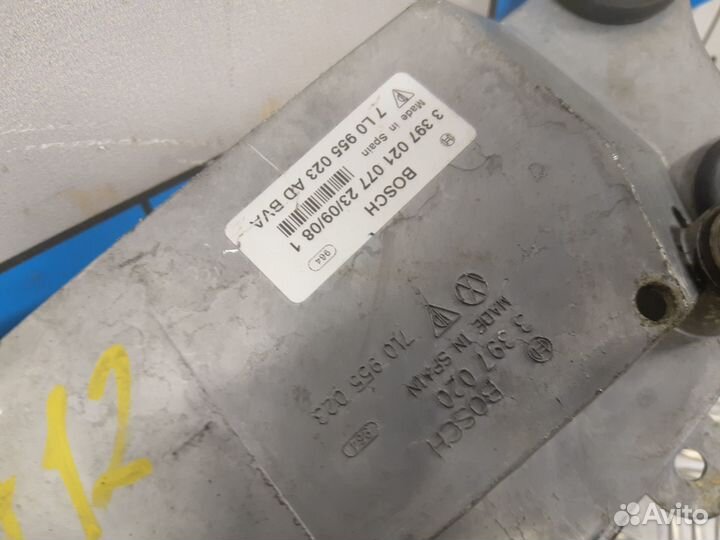 3 397 021 077 23/09/08 1
BOSCH
Made in Spain
7 L0 955 023 AD BVA
964
BOSCH
3 397 020
MADE IN SPAIN
7L0 955 023
964
12
Avito